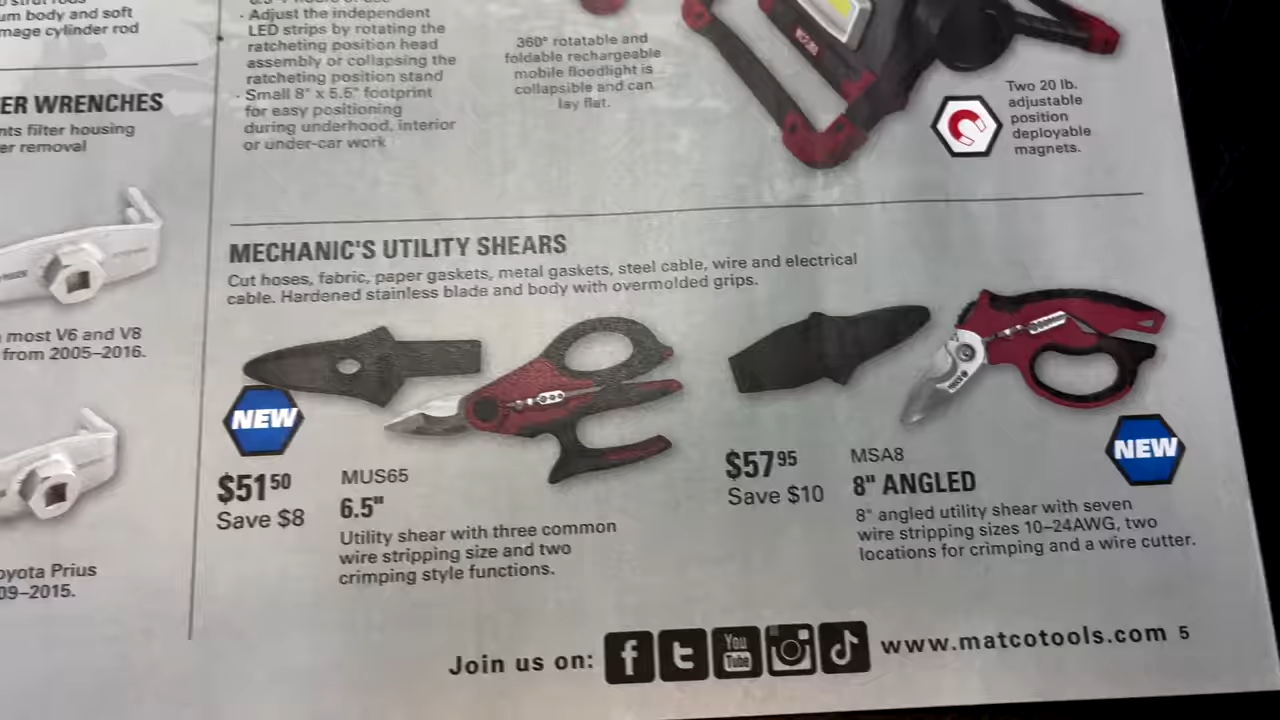 um body and soft
mage cylinder rod
ER WRENCHES
nts filter housing
er removal
most V6 and V8
from 2005–2016.
oyota Prius
09–2015.
· Adjust the independent
LED strips by rotating the
ratcheting position head
assembly or collapsing the
ratcheting position stand
· Small 8" x 5.5" footprint
for easy positioning
during underhood, interior
or under-car work
360° rotatable and
foldable rechargeable
mobile floodlight is
collapsible and can
lay flat.
Two 20 lb.
adjustable
position
deployable
magnets.
MECHANIC'S UTILITY SHEARS
Cut hoses, fabric, paper gaskets, metal gaskets, steel cable, wire and electrical
cable. Hardened stainless blade and body with overmolded grips.
NEW
$51 50
Save $8
MUS65
6.5"
Utility shear with three common
wire stripping size and two
crimping style functions.
$57 95
Save $10
MSA8
8" ANGLED
8" angled utility shear with seven
wire stripping sizes 10–24AWG, two
locations for crimping and a wire cutter.
NEW
Join us on: f t You Tube www.matcotools.com 5